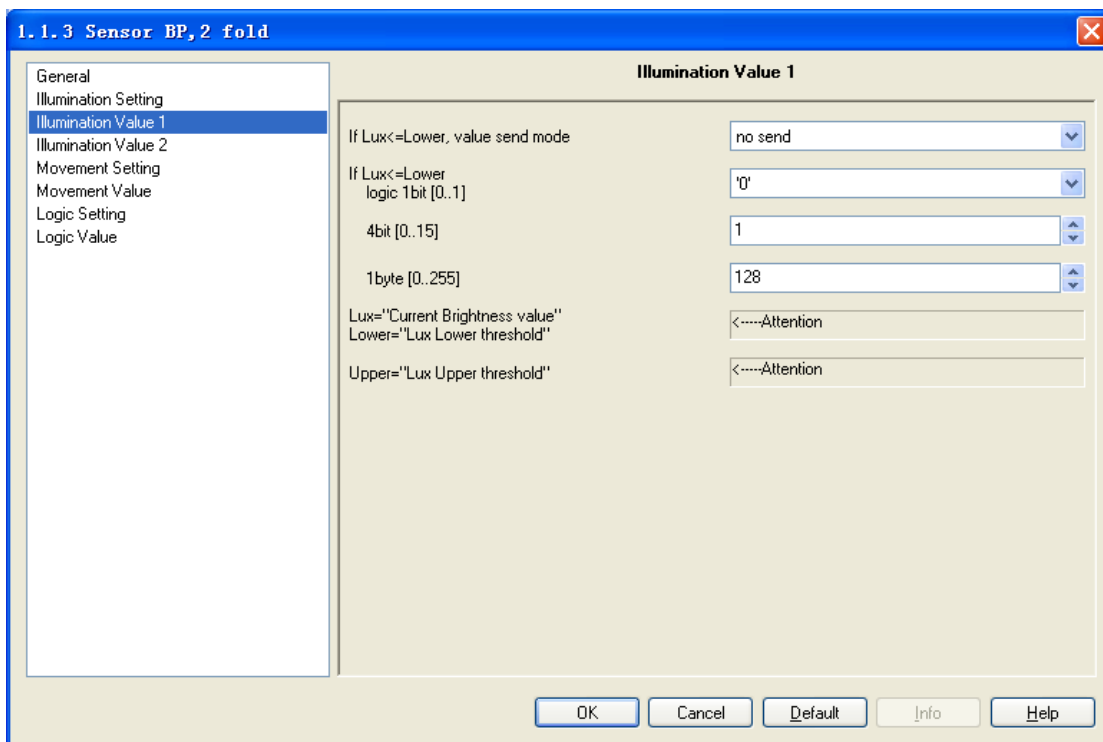 1.1.3 Sensor BP,2 fold
General
Illumination Setting
Illumination Value 1
Illumination Value 2
Movement Setting
Movement Value
Logic Setting
Logic Value
Illumination Value 1
If Lux<=Lower, value send mode
no send
If Lux<=Lower
logic 1bit [0..1]
'0'
4bit [0..15]
1
1byte [0..255]
128
Lux="Current Brightness value"
Lower="Lux Lower threshold"
<-----Attention
Upper="Lux Upper threshold"
<-----Attention
OK
Cancel
Default
Info
Help